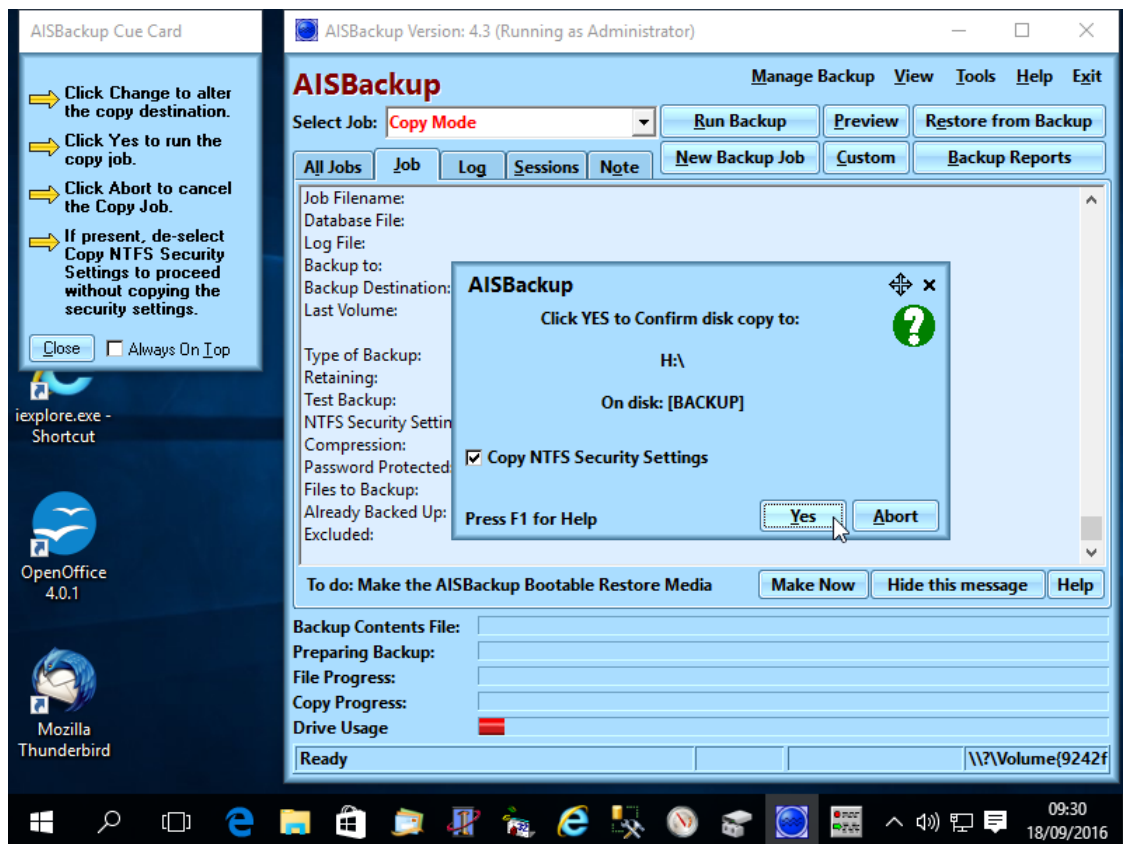 AISBackup Cue Card
Click Change to alter
the copy destination.
Click Yes to run the
copy job.
Click Abort to cancel
the Copy Job.
If present, de-select
Copy NTFS Security
Settings to proceed
without copying the
security settings.
Close Always On Top
iexplore.exe -
Shortcut
OpenOffice
4.0.1
Mozilla
Thunderbird
AISBackup Version: 4.3 (Running as Administrator)
AISBackup
Manage Backup View Tools Help Exit
Select Job: Copy Mode Run Backup Preview Restore from Backup
All Jobs Job Log Sessions Note New Backup Job Custom Backup Reports
Job Filename:
Database File:
Log File:
Backup to:
Backup Destination:
Last Volume:
Type of Backup:
Retaining:
Test Backup:
NTFS Security Settin
Compression:
Password Protected:
Files to Backup:
Already Backed Up:
Excluded:
AISBackup
Click YES to Confirm disk copy to:
H:\
On disk: [BACKUP]
Copy NTFS Security Settings
Press F1 for Help Yes Abort
To do: Make the AISBackup Bootable Restore Media Make Now Hide this message Help
Backup Contents File:
Preparing Backup:
File Progress:
Copy Progress:
Drive Usage
Ready \\?\Volume{9242f
09:30
18/09/2016